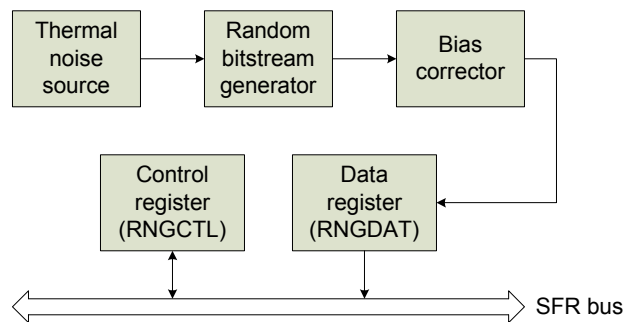 Thermal
noise
source
Random
bitstream
generator
Bias
corrector
Control
register
(RNGCTL)
Data
register
(RNGDAT)
SFR bus